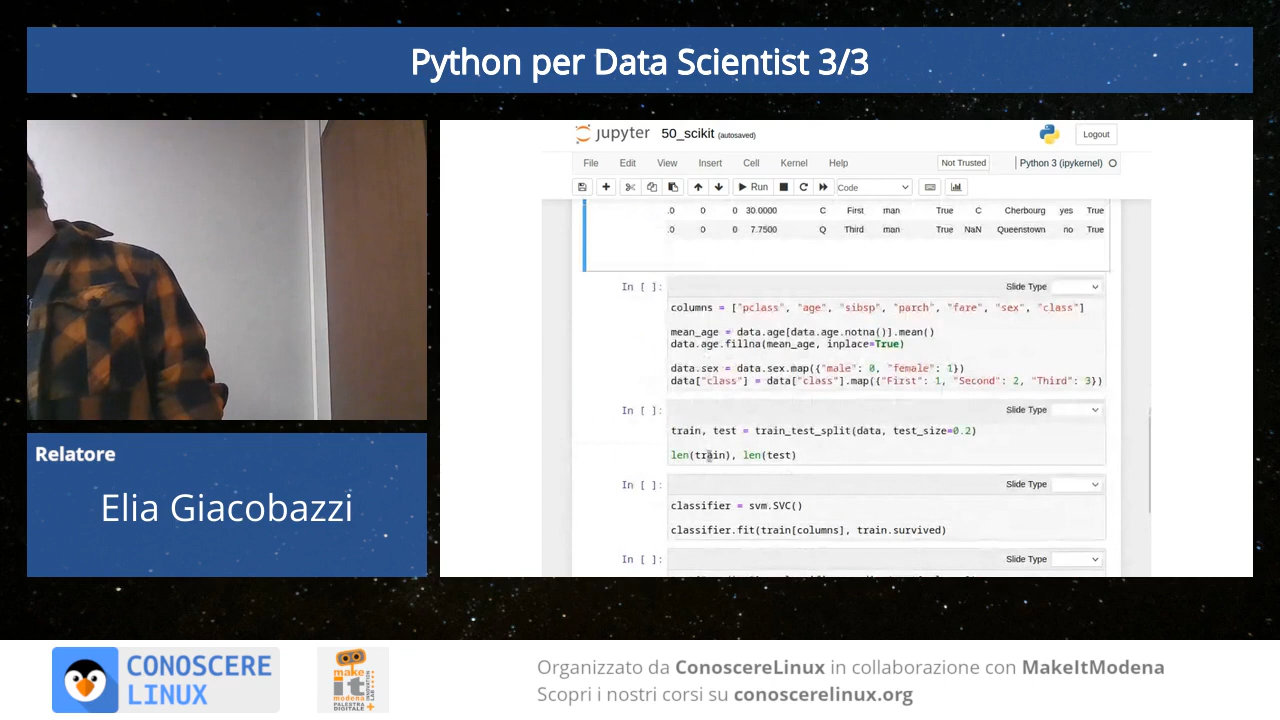 Python per Data Scientist 3/3
jupyter 50_scikit (autosaved)
Logout
File Edit View Insert Cell Kernel Help
Not Trusted
Python 3 (ipykernel)
Run
Code
.0 0 0 30.0000 C First man True C Cherbourg yes True
.0 0 0 7.7500 Q Third man True NaN Queenstown no True
In [ ]:
Slide Type
columns = ["pclass", "age", "sibsp", "parch", "fare", "sex", "class"]
mean_age = data.age[data.age.notna()].mean()
data.age.fillna(mean_age, inplace=True)
data.sex = data.sex.map({"male": 0, "female": 1})
data["class"] = data["class"].map({"First": 1, "Second": 2, "Third": 3})
In [ ]:
Slide Type
train, test = train_test_split(data, test_size=0.2)
len(train), len(test)
In [ ]:
Slide Type
classifier = svm.SVC()
classifier.fit(train[columns], train.survived)
In [ ]:
Slide Type
Relatore
Elia Giacobazzi
CONOSCERE
LINUX
make
it
modena
PALESTRA
DIGITALE
INNOVATION
LAB
Organizzato da ConoscereLinux in collaborazione con MakeItModena
Scopri i nostri corsi su conoscerelinux.org